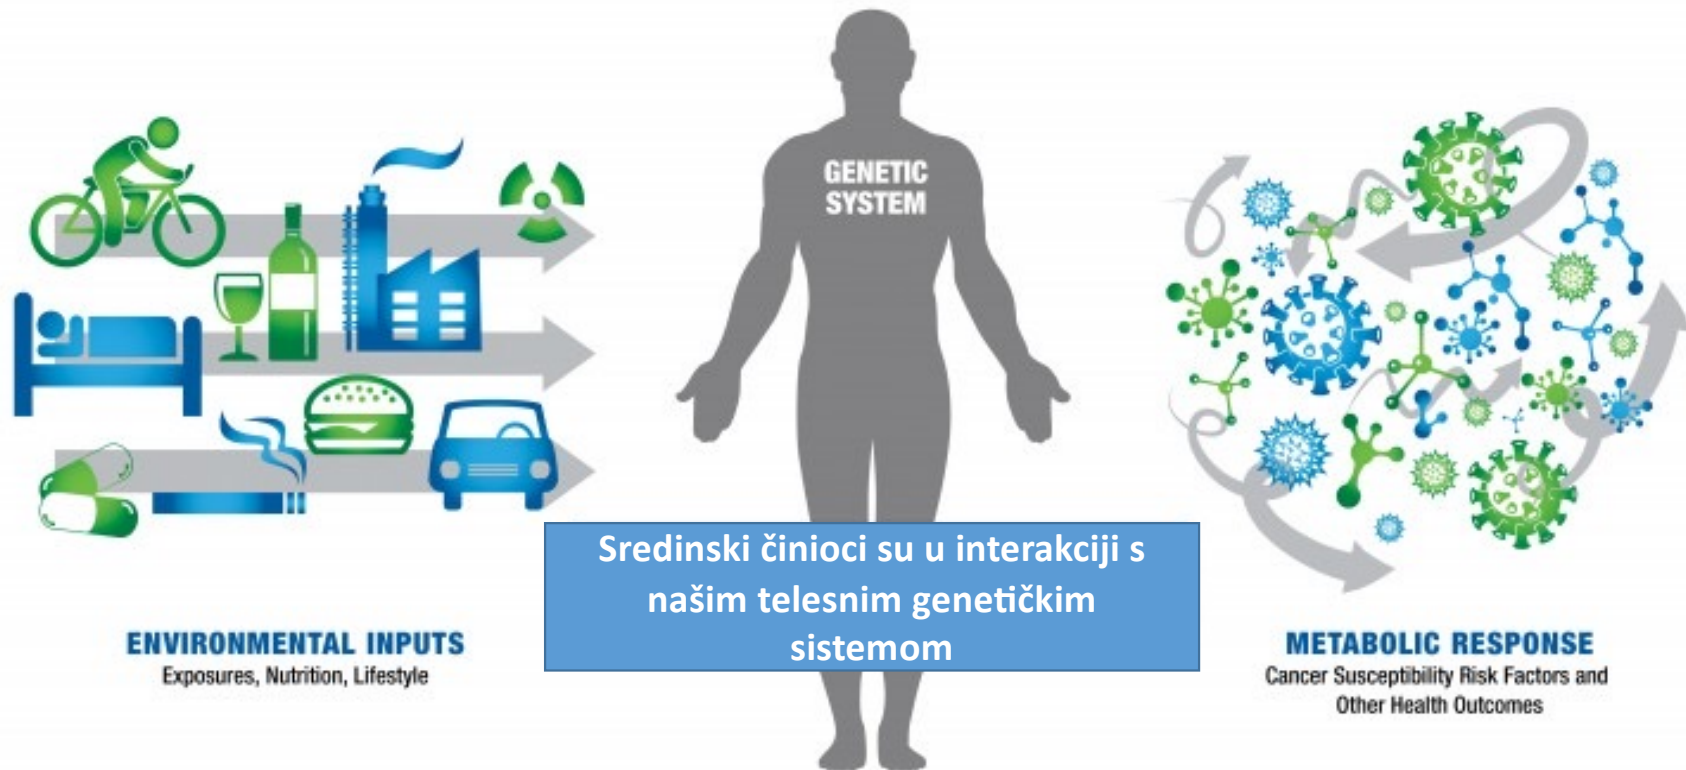 GENETIC
SYSTEM
Sredinski činioci su u interakciji s
našim telesnim genetičkim
sistemom
ENVIRONMENTAL INPUTS
Exposures, Nutrition, Lifestyle
METABOLIC RESPONSE
Cancer Susceptibility Risk Factors and
Other Health Outcomes